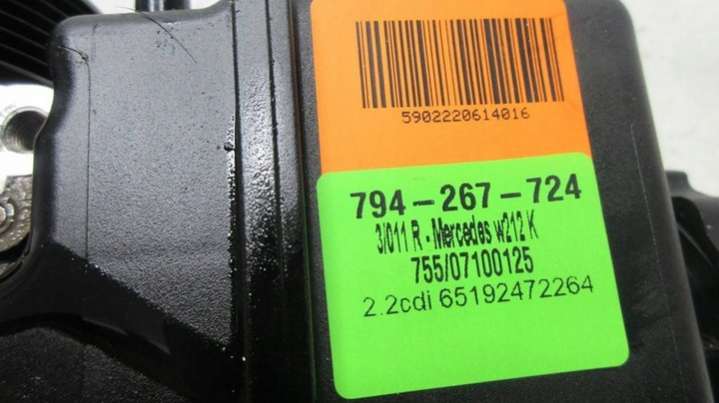 5902220614016
794-267-724
3/011 R - Mercedes w212 K
755/07100125
2.2cdi 65192472264